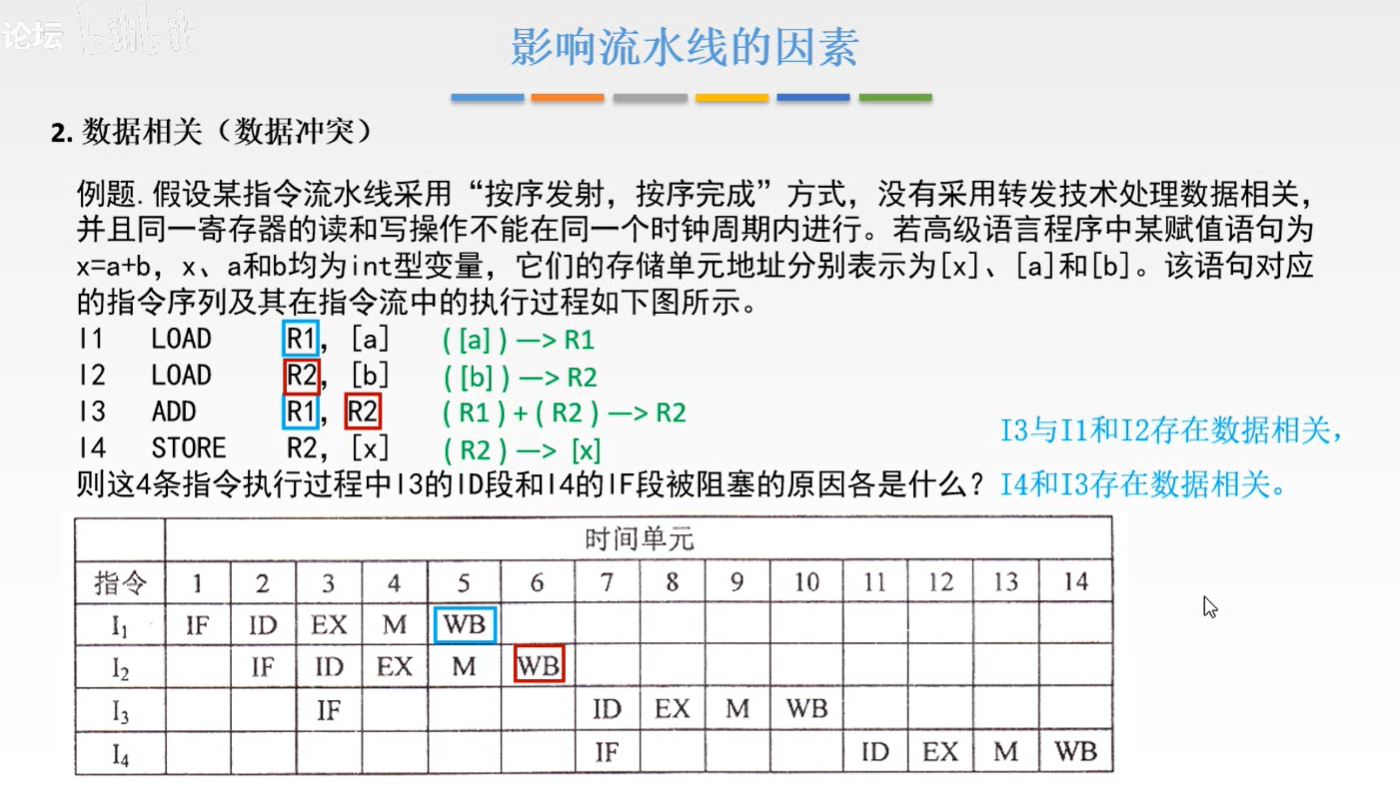 论坛 bilibili
影响流水线的因素
2. 数据相关（数据冲突）
例题.假设某指令流水线采用“按序发射，按序完成”方式，没有采用转发技术处理数据相关，
并且同一寄存器的读和写操作不能在同一个时钟周期内进行。若高级语言程序中某赋值语句为
x=a+b，x、a和b均为int型变量，它们的存储单元地址分别表示为[x]、[a]和[b]。该语句对应
的指令序列及其在指令流中的执行过程如下图所示。
I1 LOAD R1，[a] ([a])—>R1
I2 LOAD R2，[b] ([b])—>R2
I3 ADD R1，R2 (R1)+(R2)—>R2
I4 STORE R2，[x] (R2)—> [x]
I3与I1和I2存在数据相关，
则这4条指令执行过程中I3的ID段和I4的IF段被阻塞的原因各是什么？ I4和I3存在数据相关。
时间单元
指令 1 2 3 4 5 6 7 8 9 10 11 12 13 14
I1 IF ID EX M WB
I2 IF ID EX M WB
I3 IF ID EX M WB
I4 IF ID EX M WB